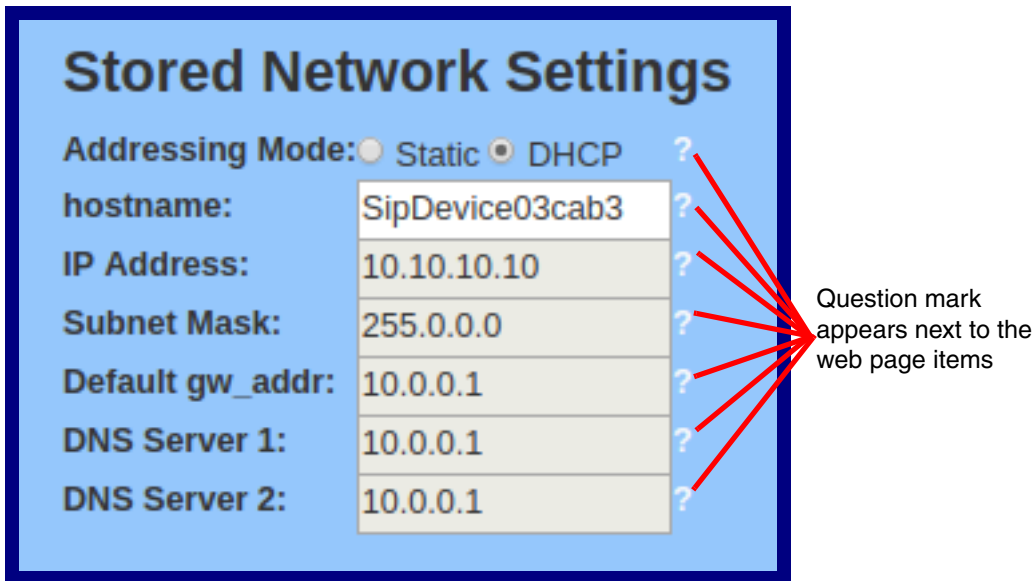 Stored Network Settings
Addressing Mode: Static DHCP ?
hostname: SipDevice03cab3 ?
IP Address: 10.10.10.10 ?
Subnet Mask: 255.0.0.0 ?
Default gw_addr: 10.0.0.1 ?
DNS Server 1: 10.0.0.1 ?
DNS Server 2: 10.0.0.1 ?
Question mark
appears next to the
web page items